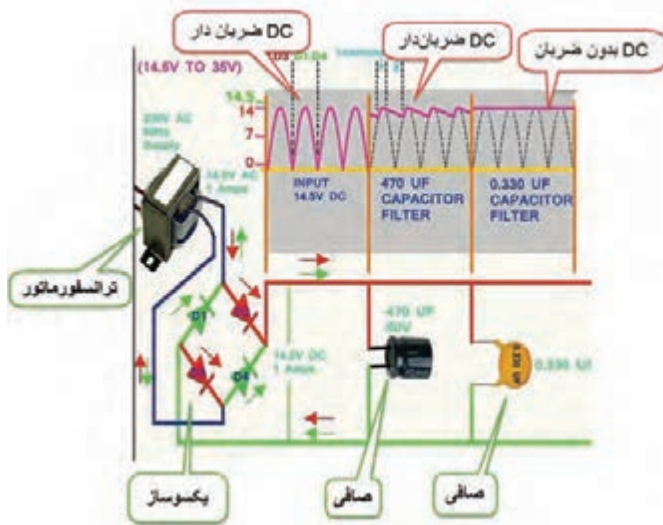 DC ضربان دار
DC ضربان‌دار
DC بدون ضربان
(14.5V TO 35V)
14.5
14
7
0
230V AC
Supply
14.5V AC
1 Amps
INPUT
14.5V DC
470 UF
CAPACITOR
FILTER
0.330 UF
CAPACITOR
FILTER
ترانسفورماتور
D1
D4
14.5V DC
1 Amps
470 UF
0.330 UF
یکسوساز
صافی
صافی